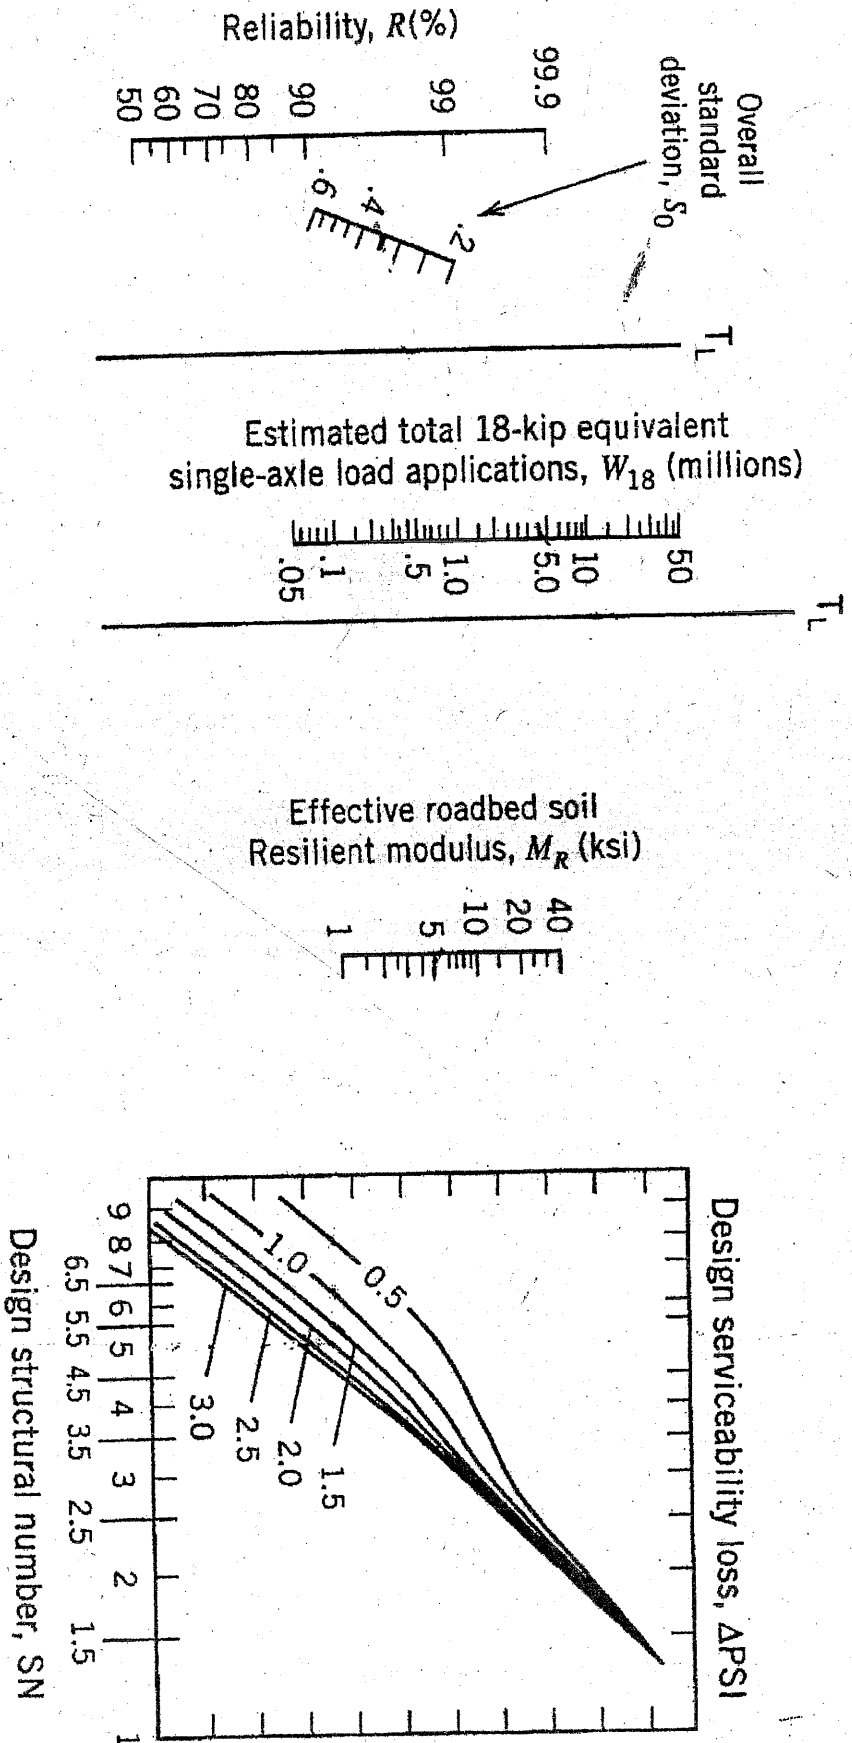 Reliability, R(%)
99.9
99
90
80
70
60
50
Overall
standard
deviation, S₀
.6
.4
.2
T_L
Estimated total 18-kip equivalent
single-axle load applications, W₁₈ (millions)
.05
.1
.5
1.0
5.0
10
50
T_L
Effective roadbed soil
Resilient modulus, M_R (ksi)
1
5
10
20
40
Design serviceability loss, ΔPSI
0.5
1.0
1.5
2.0
2.5
3.0
9 8 7 6 5 4 3 2 1
6.5 5.5 4.5 3.5 2.5 1.5
Design structural number, SN